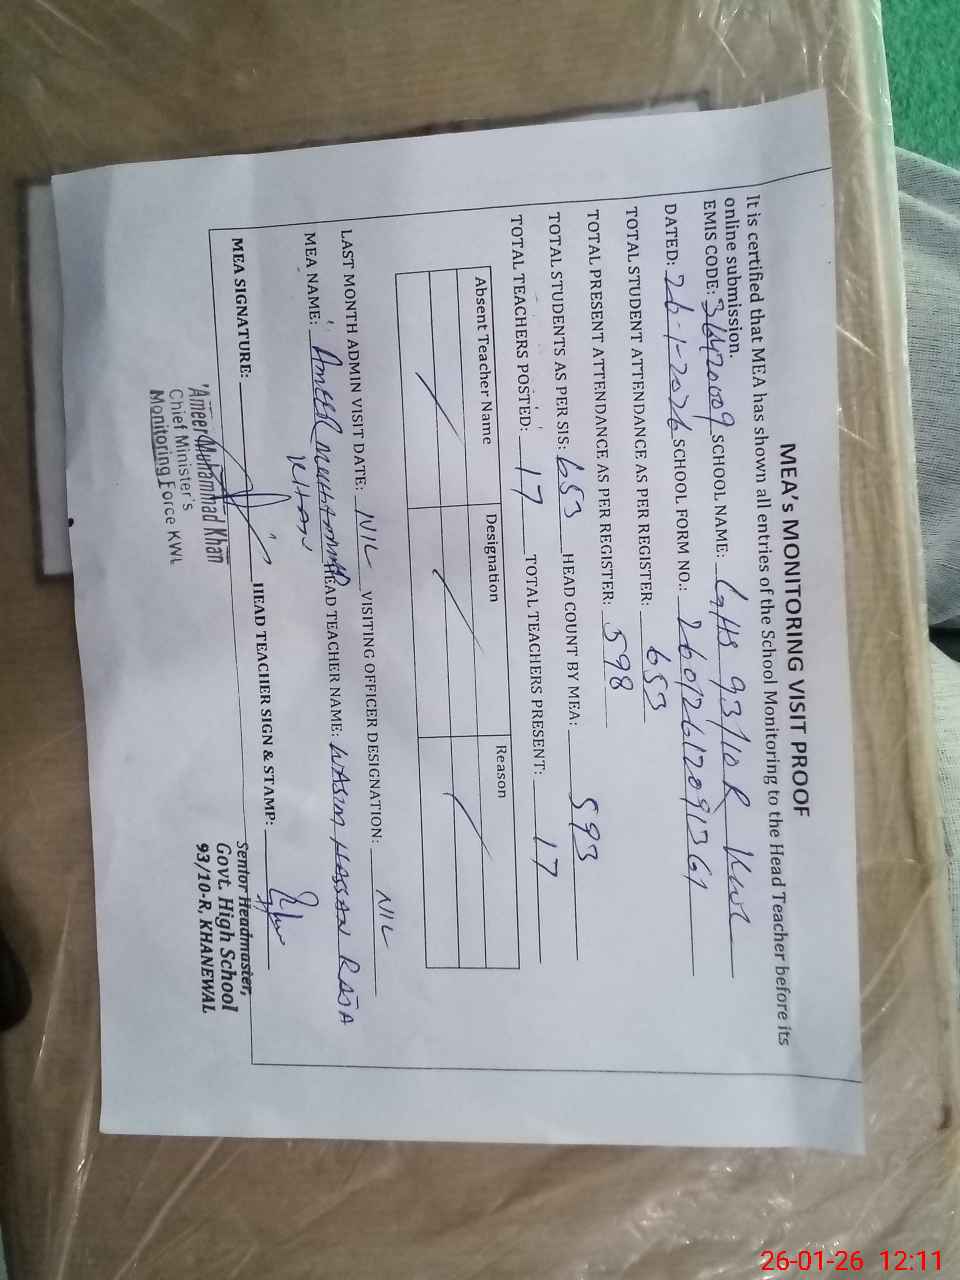 MEA's MONITORING VISIT PROOF
It is certified that MEA has shown all entries of the School Monitoring to the Head Teacher before its
online submission.
EMIS CODE: 36420009 SCHOOL NAME: GHS 93/10R KWL
DATED: 26-1-2026 SCHOOL FORM NO.: 26012612091361
TOTAL STUDENT ATTENDANCE AS PER REGISTER: 653
TOTAL PRESENT ATTENDANCE AS PER REGISTER: 598
TOTAL STUDENTS AS PER SIS: 653 HEAD COUNT BY MEA: 593
TOTAL TEACHERS POSTED: 17 TOTAL TEACHERS PRESENT: 17
Absent Teacher Name Designation Reason
LAST MONTH ADMIN VISIT DATE: NIL VISITING OFFICER DESIGNATION: NIL
MEA NAME: AMEER MUHAMMAD HEAD TEACHER NAME: WASIM HASSAN RAJA
KHAN
MEA SIGNATURE: HEAD TEACHER SIGN & STAMP:
Ameer Muhammad Khan
Chief Minister's
Monitoring Force KWL
Senior Headmaster,
Govt. High School
93/10-R, KHANEWAL
26-01-26 12:11